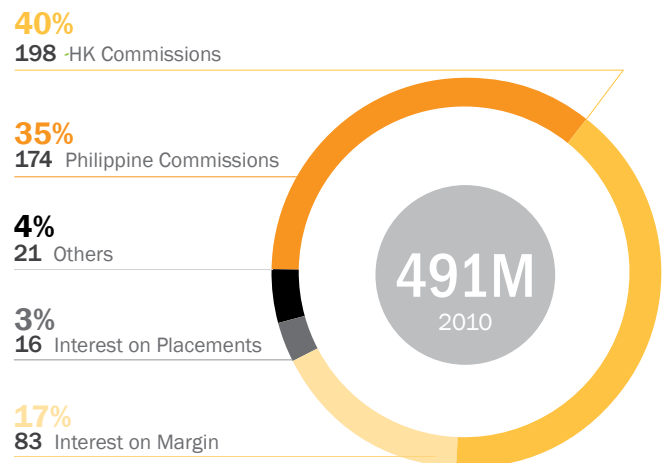 40%
198 -HK Commissions
35%
174 Philippine Commissions
4%
21 Others
3%
16 Interest on Placements
17%
83 Interest on Margin
491M
2010